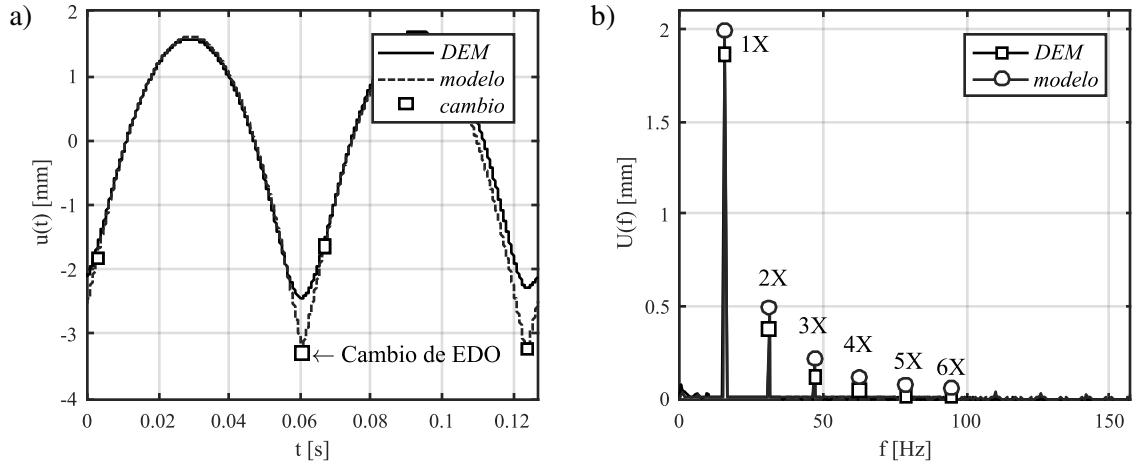 a)
2
1
0
-1
-2
-3
-4
u(t) [mm]
0
0.02
0.04
0.06
0.08
0.1
0.12
t [s]
DEM
modelo
cambio
← Cambio de EDO
b)
2
1.5
1
0.5
0
U(f) [mm]
0
50
100
150
f [Hz]
1X
2X
3X
4X
5X
6X
DEM
modelo